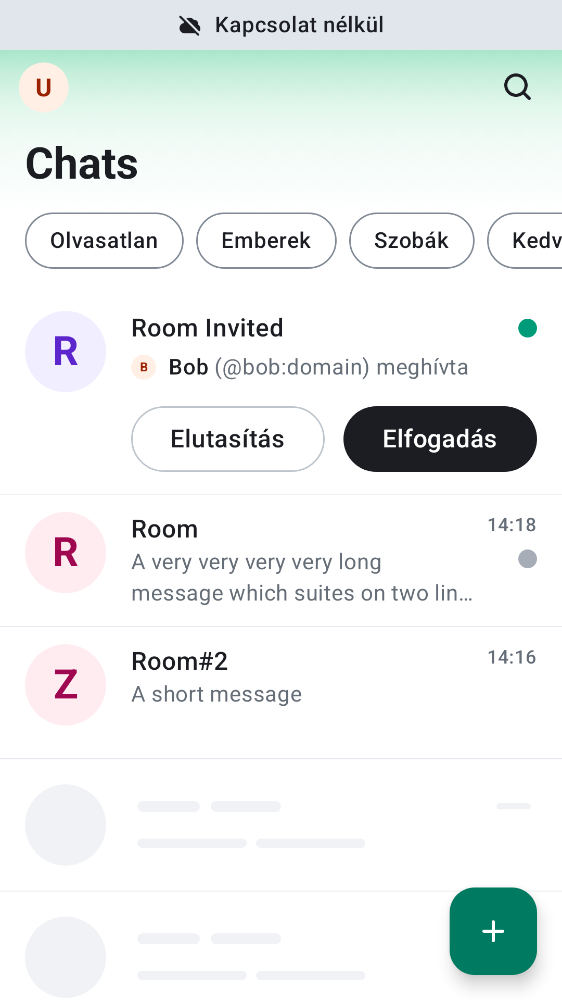 Kapcsolat nélkül
U
Chats
Olvasatlan
Emberek
Szobák
Kedv
R
Room Invited
B
Bob (@bob:domain) meghívta
Elutasítás
Elfogadás
R
Room
14:18
A very very very very long
message which suites on two lin…
Z
Room#2
14:16
A short message